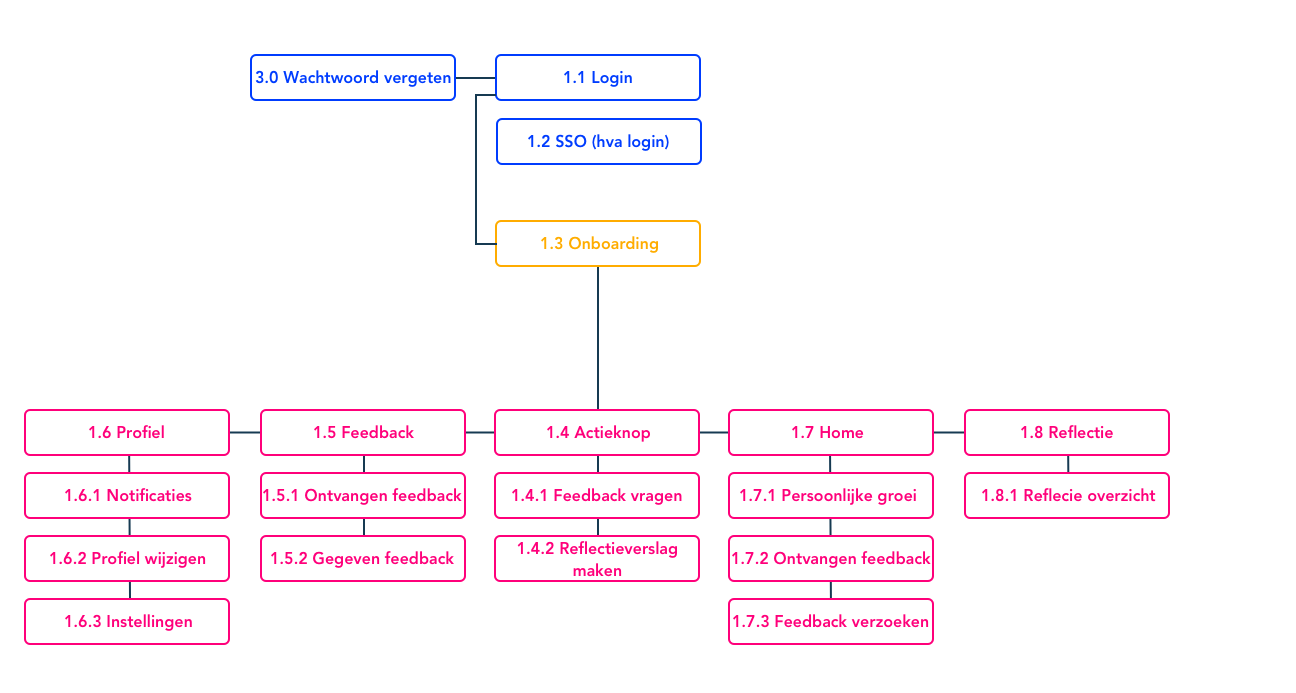 3.0 Wachtwoord vergeten
1.1 Login
1.2 SSO (hva login)
1.3 Onboarding
1.6 Profiel
1.5 Feedback
1.4 Actieknop
1.7 Home
1.8 Reflectie
1.6.1 Notificaties
1.5.1 Ontvangen feedback
1.4.1 Feedback vragen
1.7.1 Persoonlijke groei
1.8.1 Reflecie overzicht
1.6.2 Profiel wijzigen
1.5.2 Gegeven feedback
1.4.2 Reflectieverslag
maken
1.7.2 Ontvangen feedback
1.6.3 Instellingen
1.7.3 Feedback verzoeken